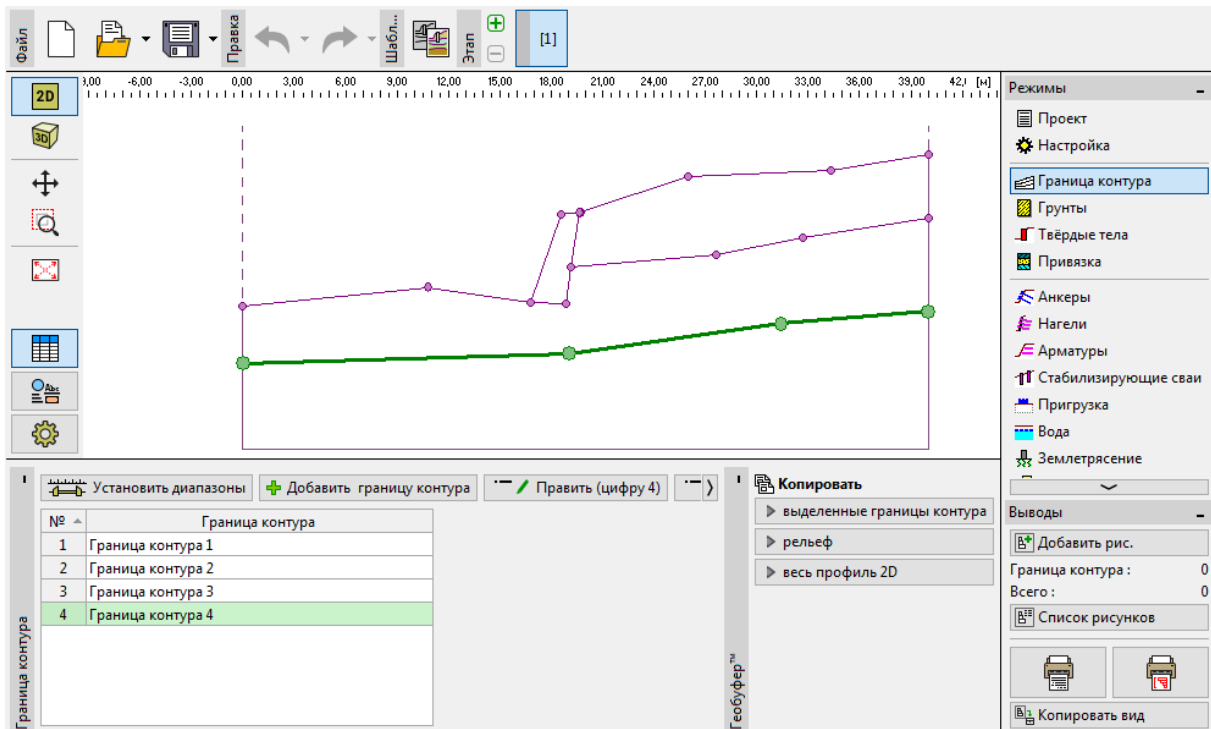 Файл
Правка
Шабл...
Этап
[1]
2D
3D
-6,00 -3,00 0,00 3,00 6,00 9,00 12,00 15,00 18,00 21,00 24,00 27,00 30,00 33,00 36,00 39,00 [м]
Режимы
Проект
Настройка
Граница контура
Грунты
Твёрдые тела
Привязка
Анкеры
Нагели
Арматуры
Стабилизирующие сваи
Пригрузка
Вода
Землетрясение
Граница контура
Установить диапазоны
Добавить границу контура
Править (цифру 4)
№ Граница контура
1 Граница контура 1
2 Граница контура 2
3 Граница контура 3
4 Граница контура 4
Геобуфер™
Копировать
выделенные границы контура
рельеф
весь профиль 2D
Выводы
Добавить рис.
Граница контура : 0
Всего : 0
Список рисунков
Копировать вид